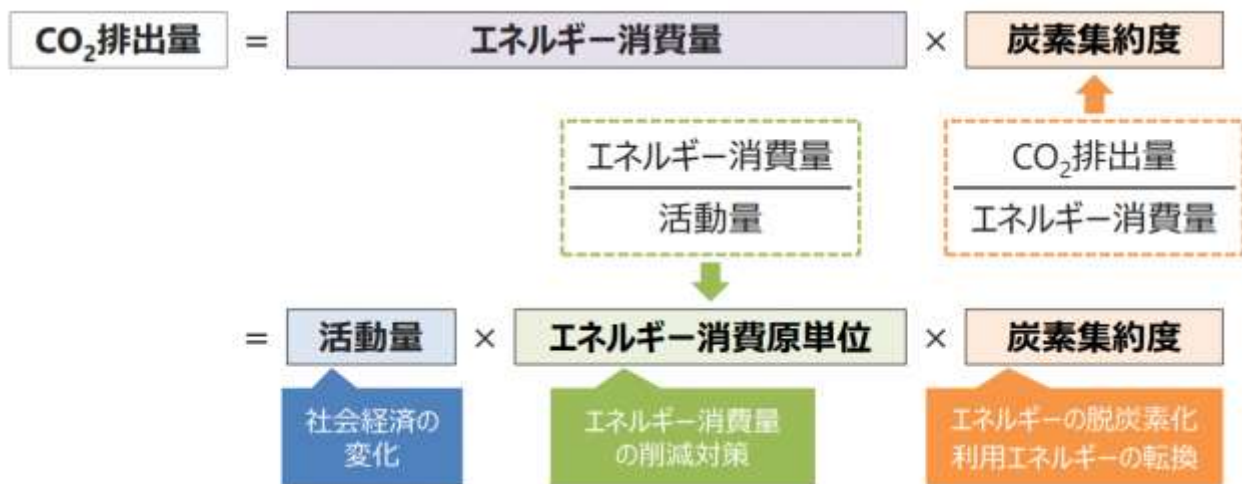 CO₂排出量 = エネルギー消費量 × 炭素集約度
エネルギー消費量
活動量
CO₂排出量
エネルギー消費量
= 活動量 × エネルギー消費原単位 × 炭素集約度
社会経済の
変化
エネルギー消費量
の削減対策
エネルギーの脱炭素化
利用エネルギーの転換